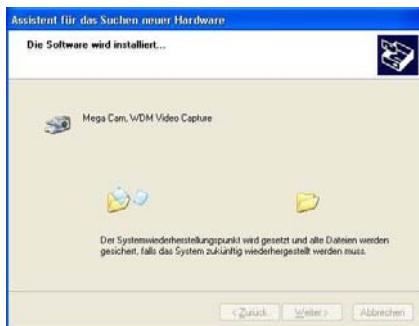 Assistent für das Suchen neuer Hardware
Die Software wird installiert...
Mega Cam, WDM Video Capture
Der Systemwiederherstellungspunkt wird gesetzt und alte Dateien werden
gesichert, falls das System zukünftig wiederhergestellt werden muss.
< Zurück Weiter > Abbrechen